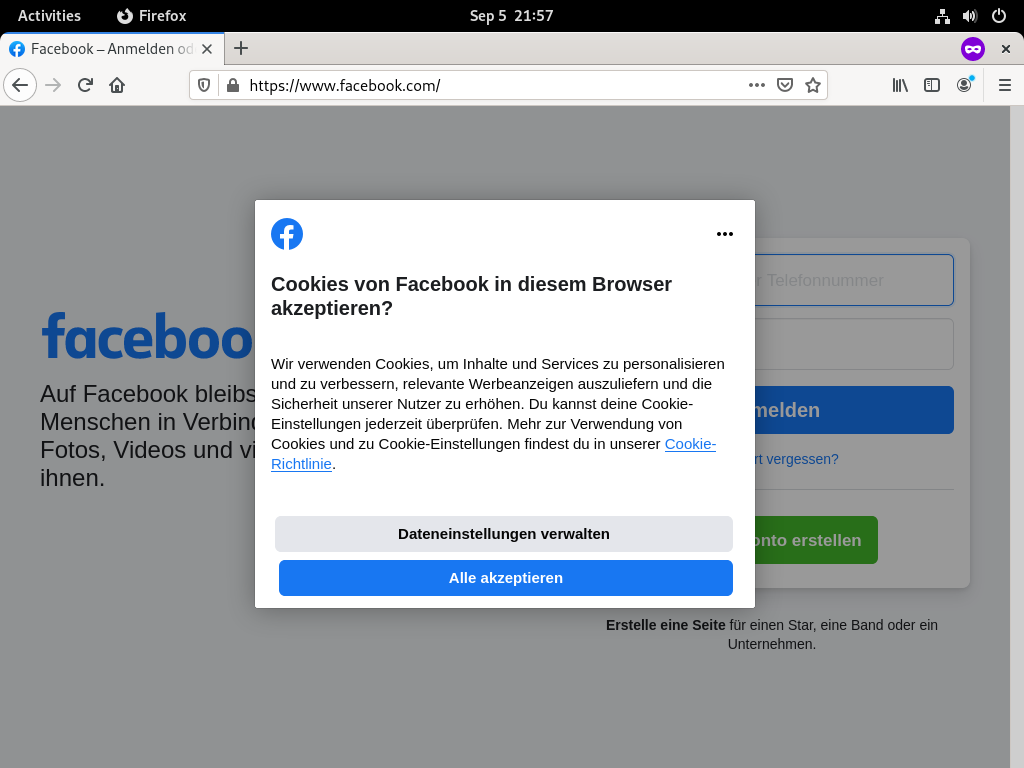 Activities
Firefox
Sep 5 21:57
Facebook – Anmelden od
https://www.facebook.com/
Cookies von Facebook in diesem Browser
akzeptieren?
Wir verwenden Cookies, um Inhalte und Services zu personalisieren
und zu verbessern, relevante Werbeanzeigen auszuliefern und die
Sicherheit unserer Nutzer zu erhöhen. Du kannst deine Cookie-
Einstellungen jederzeit überprüfen. Mehr zur Verwendung von
Cookies und zu Cookie-Einstellungen findest du in unserer Cookie-
Richtlinie.
Dateneinstellungen verwalten
Alle akzeptieren
faceboo
Auf Facebook bleibs
Menschen in Verbind
Fotos, Videos und vi
ihnen.
r Telefonnummer
melden
rt vergessen?
onto erstellen
Erstelle eine Seite für einen Star, eine Band oder ein
Unternehmen.